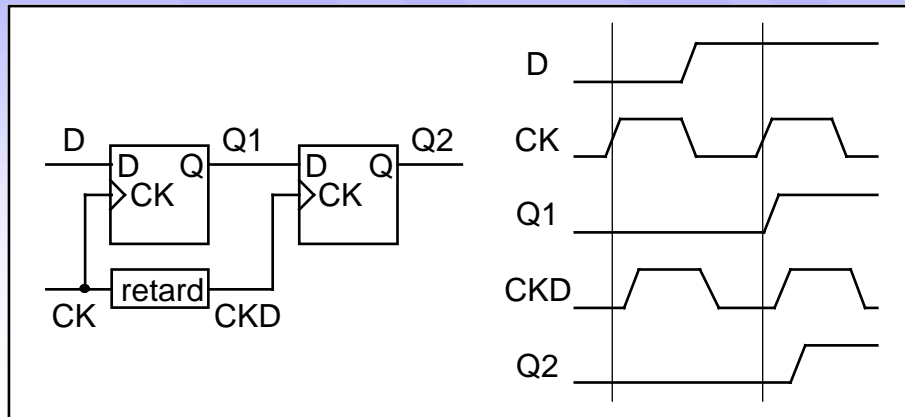 D Q1 Q2
D Q D Q
CK CK
retard
CK CKD
D
CK
Q1
CKD
Q2